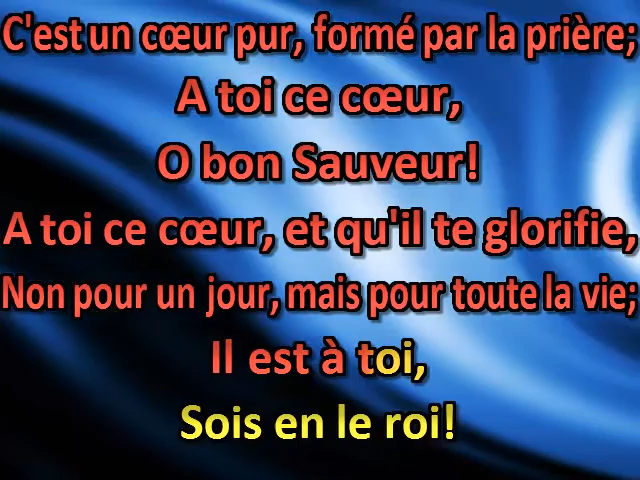 C'est un cœur pur, formé par la prière;
A toi ce cœur,
O bon Sauveur!
A toi ce cœur, et qu'il te glorifie,
Non pour un jour, mais pour toute la vie;
Il est à toi,
Sois en le roi!